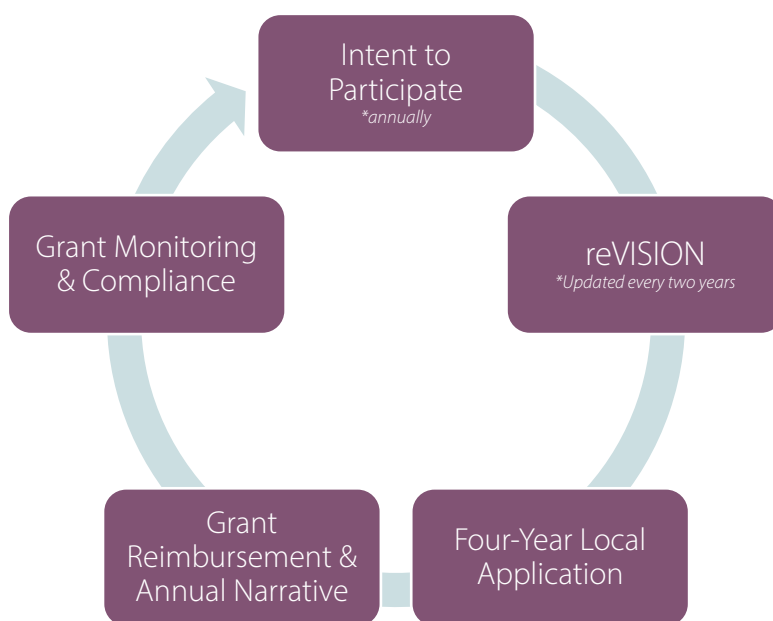 Intent to
Participate
*annually
reVISION
*Updated every two years
Four-Year Local
Application
Grant
Reimbursement &
Annual Narrative
Grant Monitoring
& Compliance